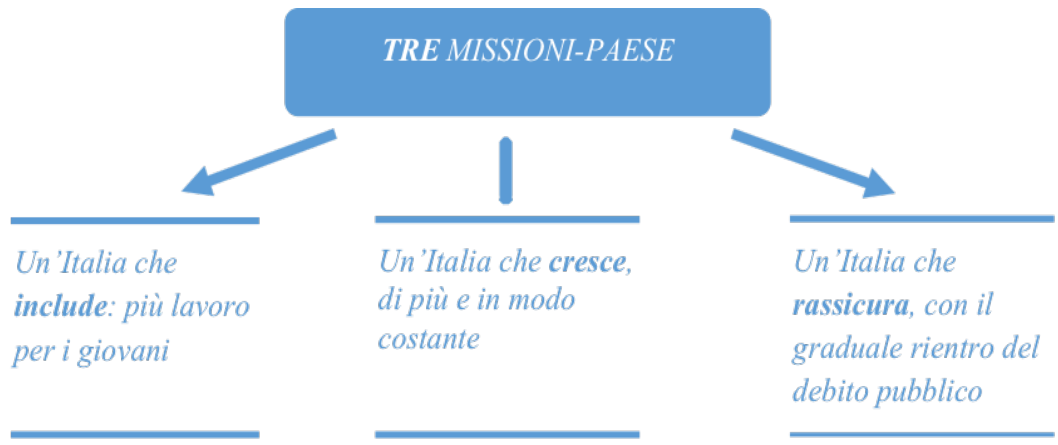 TRE MISSIONI-PAESE
Un’Italia che
include: più lavoro
per i giovani
Un’Italia che cresce,
di più e in modo
costante
Un’Italia che
rassicura, con il
graduale rientro del
debito pubblico